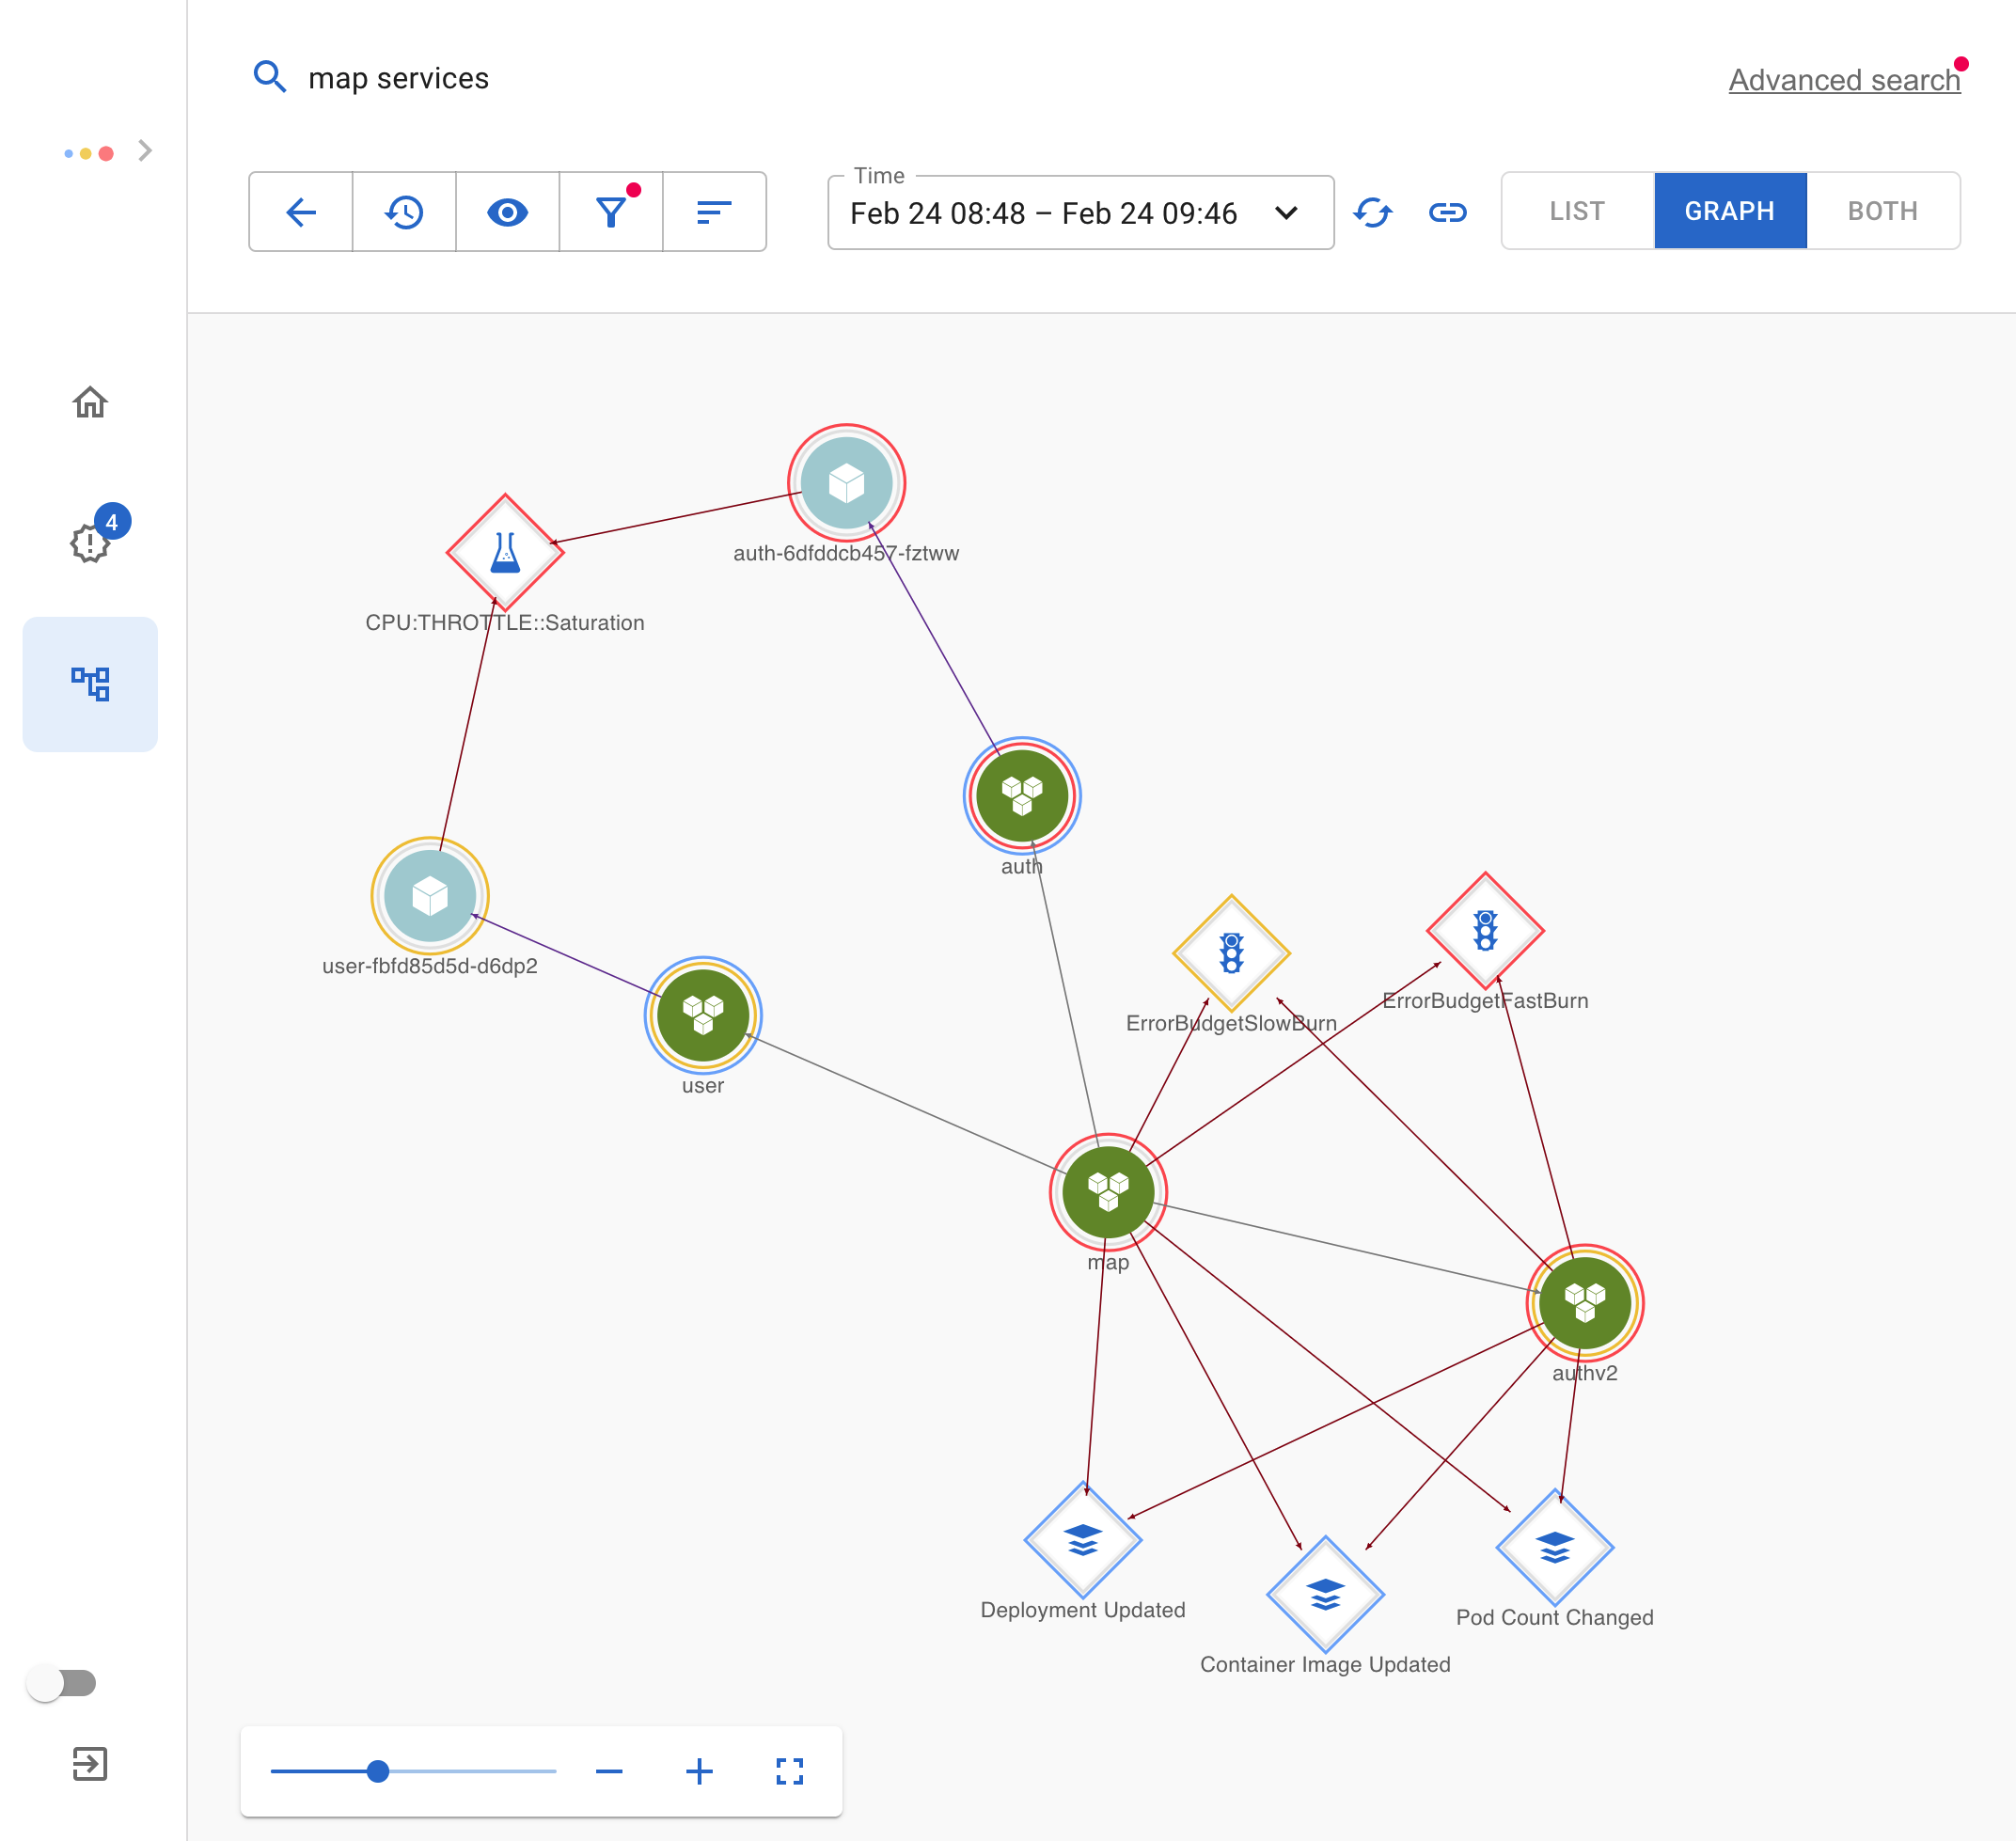 map services
Advanced search
Time
Feb 24 08:48 – Feb 24 09:46
LIST
GRAPH
BOTH
4
auth-6dfddcb457-fztww
CPU:THROTTLE::Saturation
auth
user-fbfd85d5d-d6dp2
ErrorBudgetFastBurn
ErrorBudgetSlowBurn
user
map
authv2
Deployment Updated
Pod Count Changed
Container Image Updated